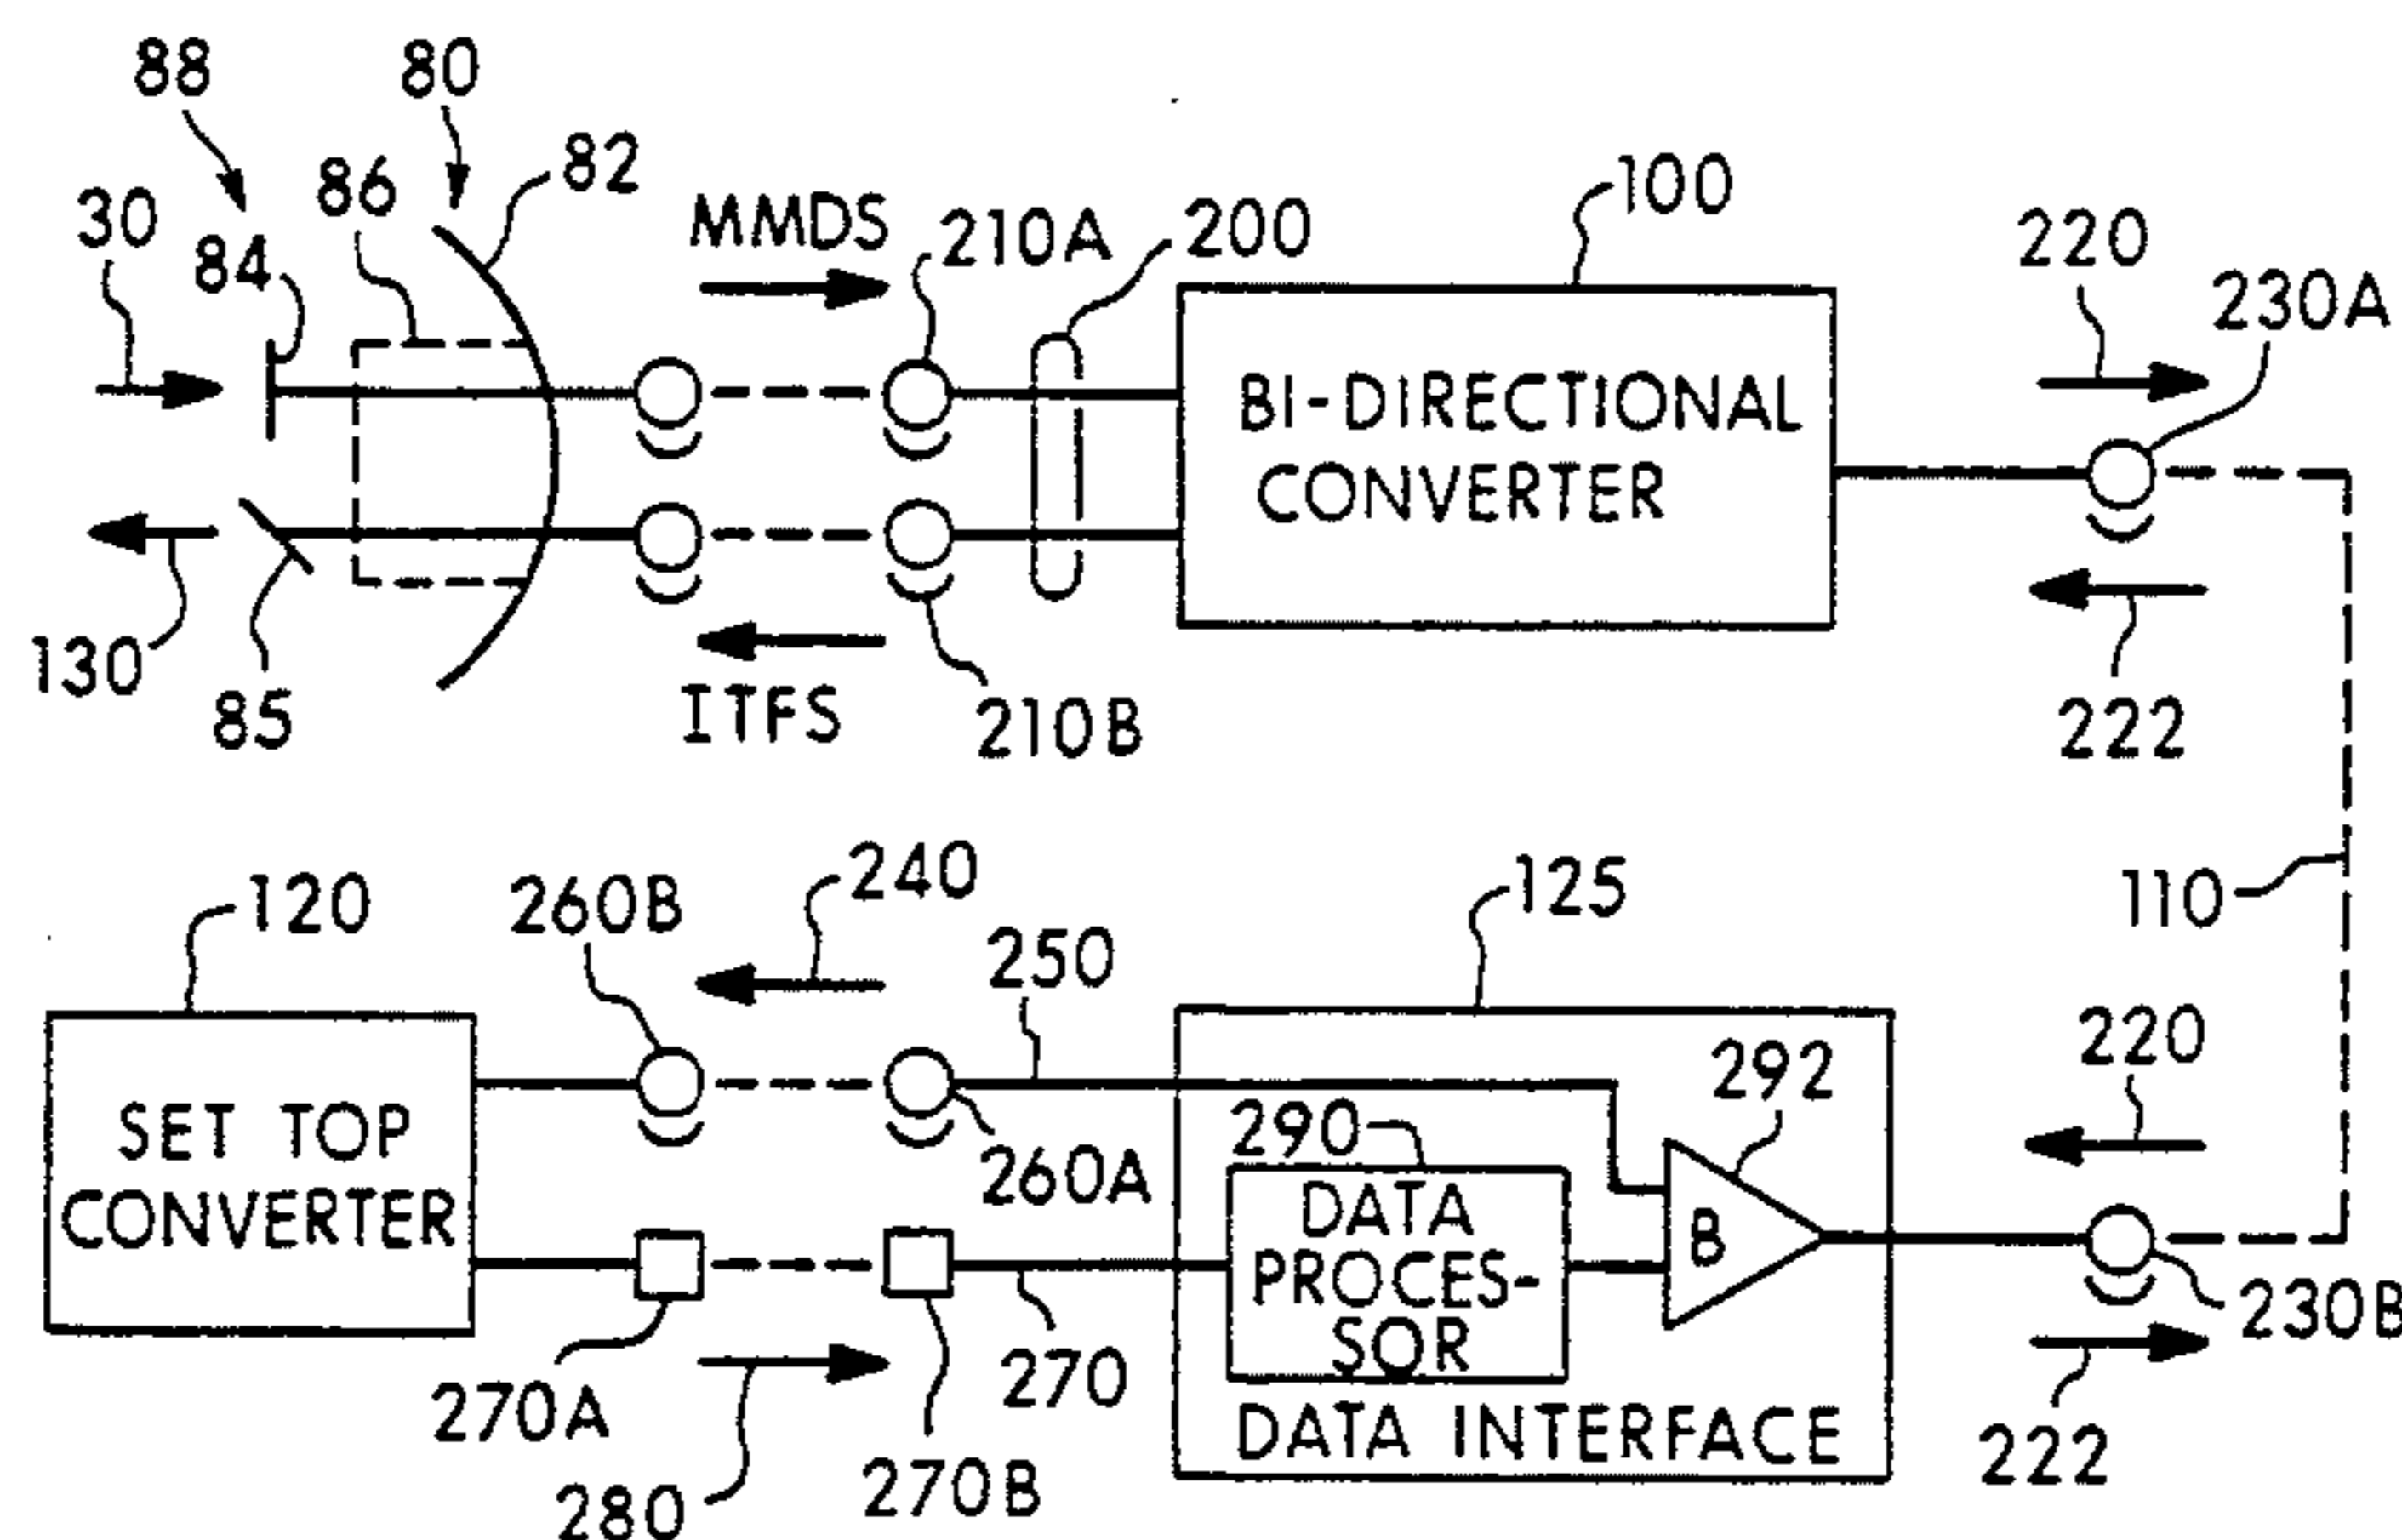 88
80
82
86
30
84
MMDS
210A
200
100
220
230A
BI-DIRECTIONAL
CONVERTER
130
85
ITFS
210B
222
110
120
260B
240
250
125
220
SET TOP
CONVERTER
260A
290
292
DATA
PROCES-
SOR
B
230B
270A
280
270B
270
DATA INTERFACE
222